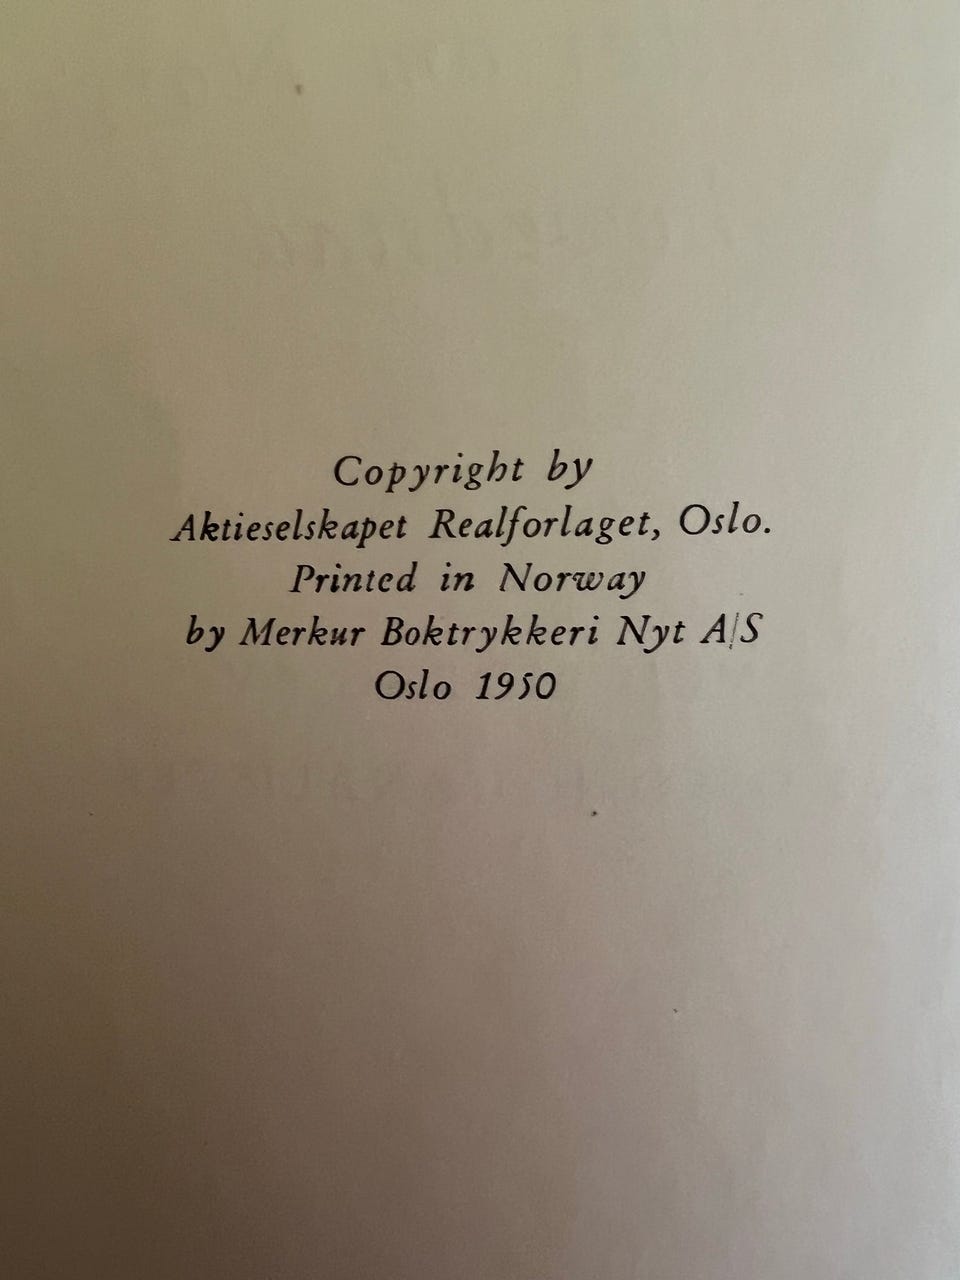 Copyright by
Aktieselskapet Realforlaget, Oslo.
Printed in Norway
by Merkur Boktrykkeri Nyt A/S
Oslo 1950